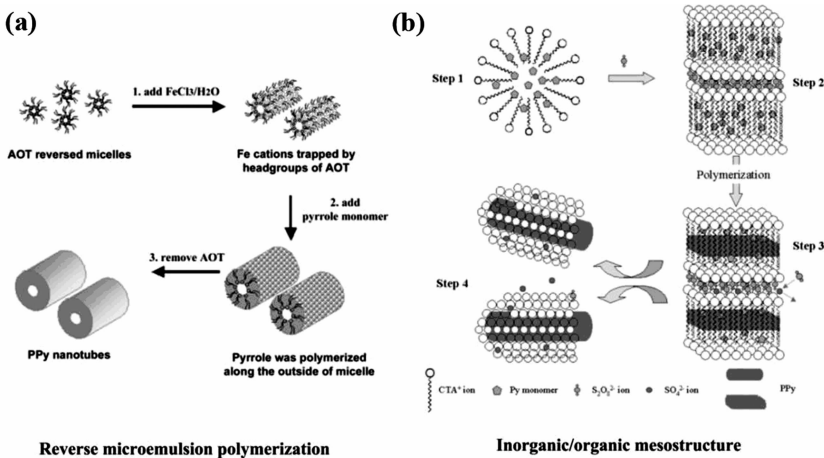 (a)
1. add FeCl3/H2O
AOT reversed micelles
Fe cations trapped by
headgroups of AOT
2. add
pyrrole monomer
3. remove AOT
PPy nanotubes
Pyrrole was polymerized
along the outside of micelle
Reverse microemulsion polymerization
(b)
Step 1
Step 2
Polymerization
Step 3
Step 4
CTA⁺ ion
Py monomer
S₂O₈²⁻ ion
SO₄²⁻ ion
PPy
Inorganic/organic mesostructure